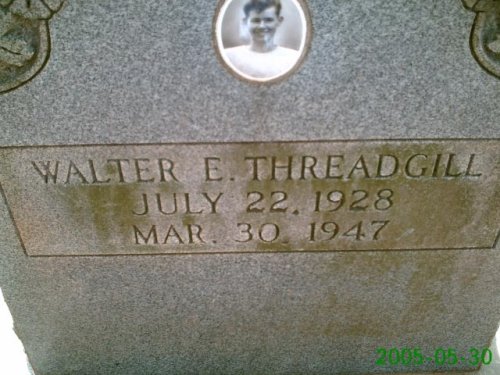 WALTER E. THREADGILL
JULY 22, 1928
MAR. 30, 1947
2005-05-30